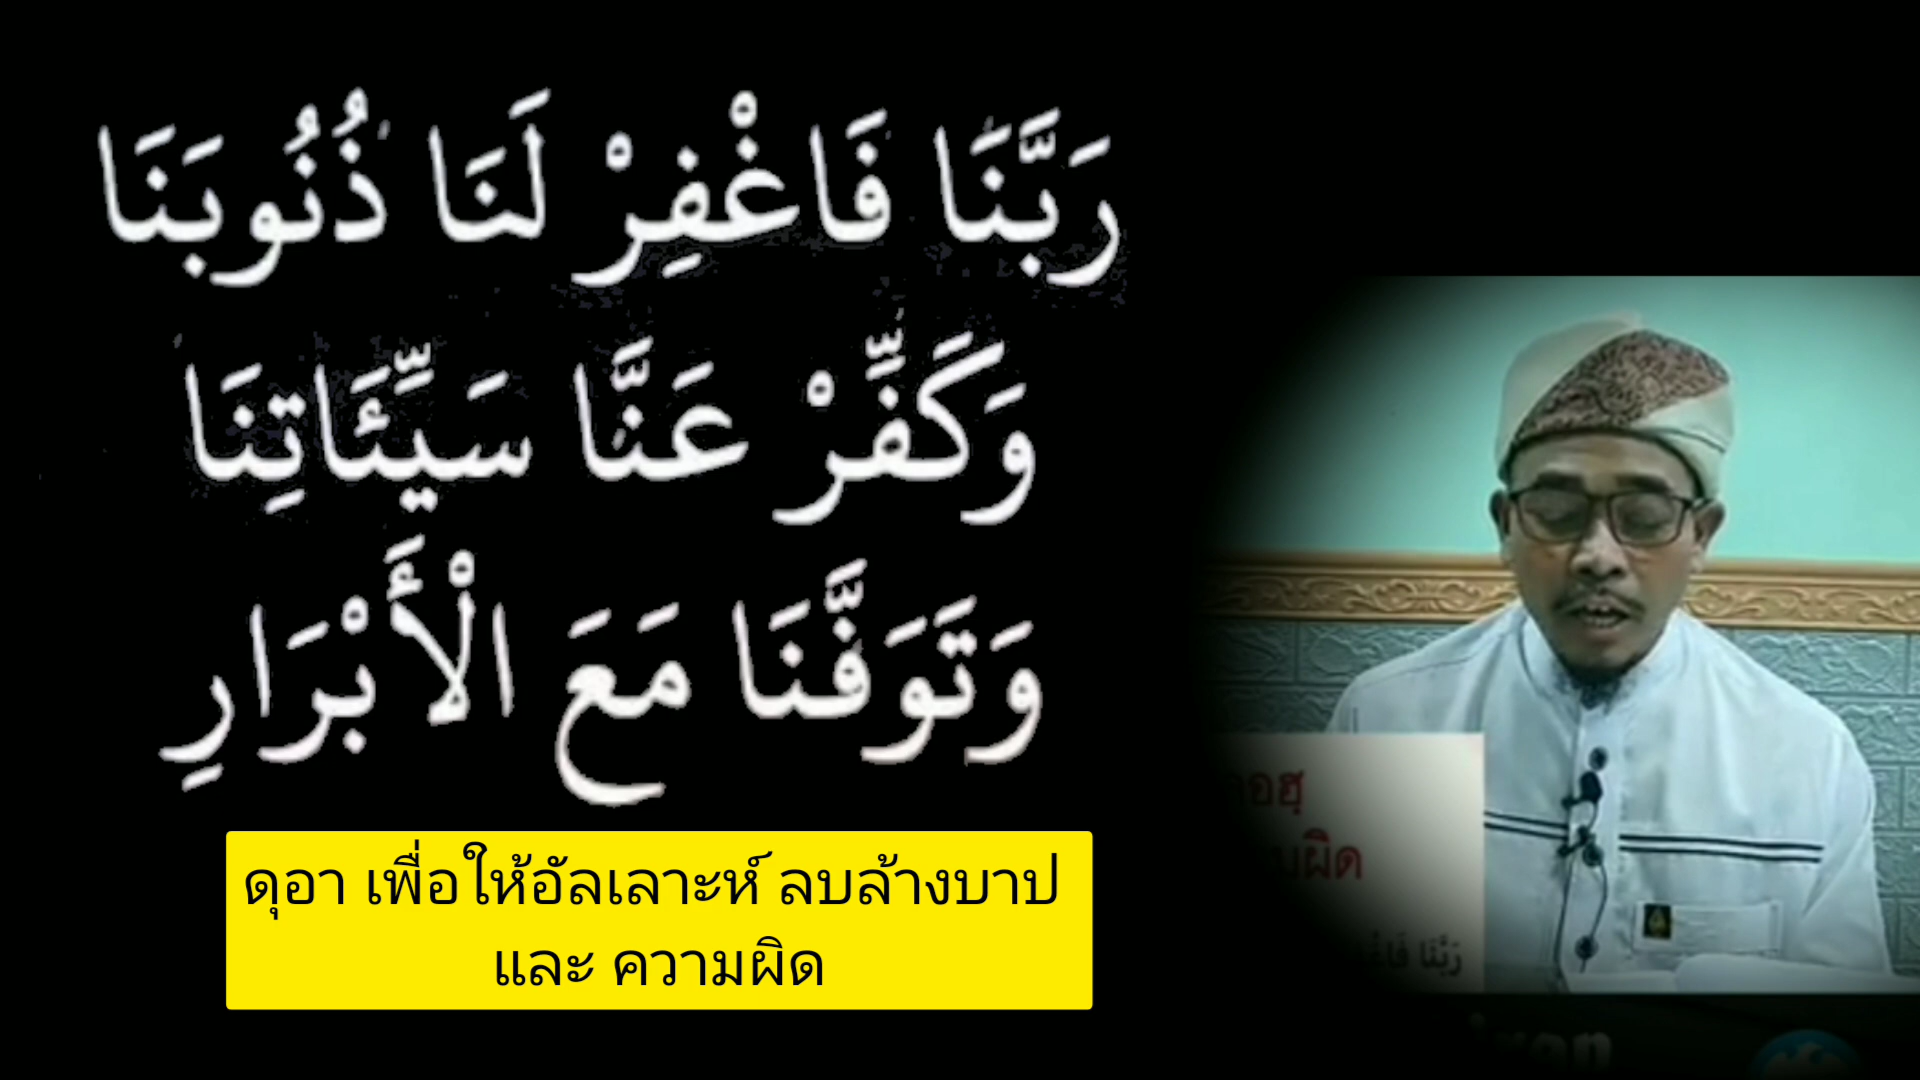 رَبَّنَا فَاغْفِرْ لَنَا ذُنُوبَنَا
وَكَفِّرْ عَنَّا سَيِّئَاتِنَا
وَتَوَفَّنَا مَعَ الْأَبْرَارِ
ดุอา เพื่อให้อัลเลาะห์ ลบล้างบาป
และ ความผิด